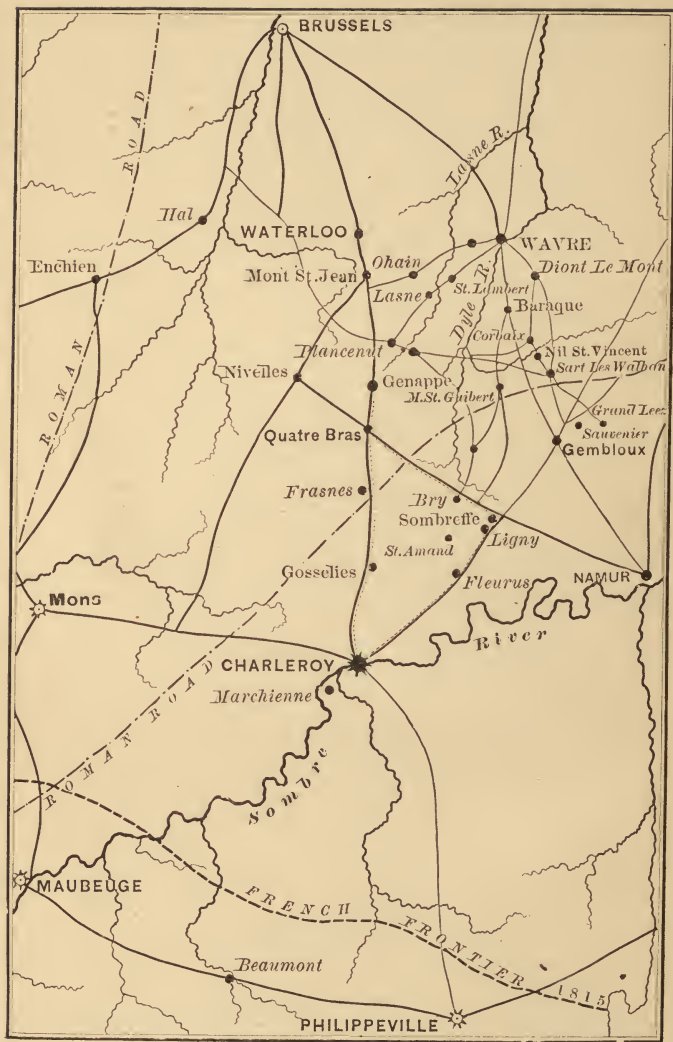 BRUSSELS
ROMAN ROAD
Lasne R.
Hal
WATERLOO
WAVRE
Enghien
Mont St. Jean
Ohain
Diont Le Mont
Lasne
St. Lambert
Dyle R.
Baraque
Corbaix
Plancenut
Nil St. Vincent
Sart Les Walhan
Nivelles
Genappe
M. St. Guibert
Grand Leez
Sauvenier
Quatre Bras
Gembloux
Frasnes
Bry
Sombreffe
Ligny
St. Amand
Gosselies
Fleurus
NAMUR
Mons
River
CHARLEROY
Marchienne
ROMAN ROAD
Sombre
MAUBEUGE
FRENCH FRONTIER 1815
Beaumont
PHILIPPEVILLE